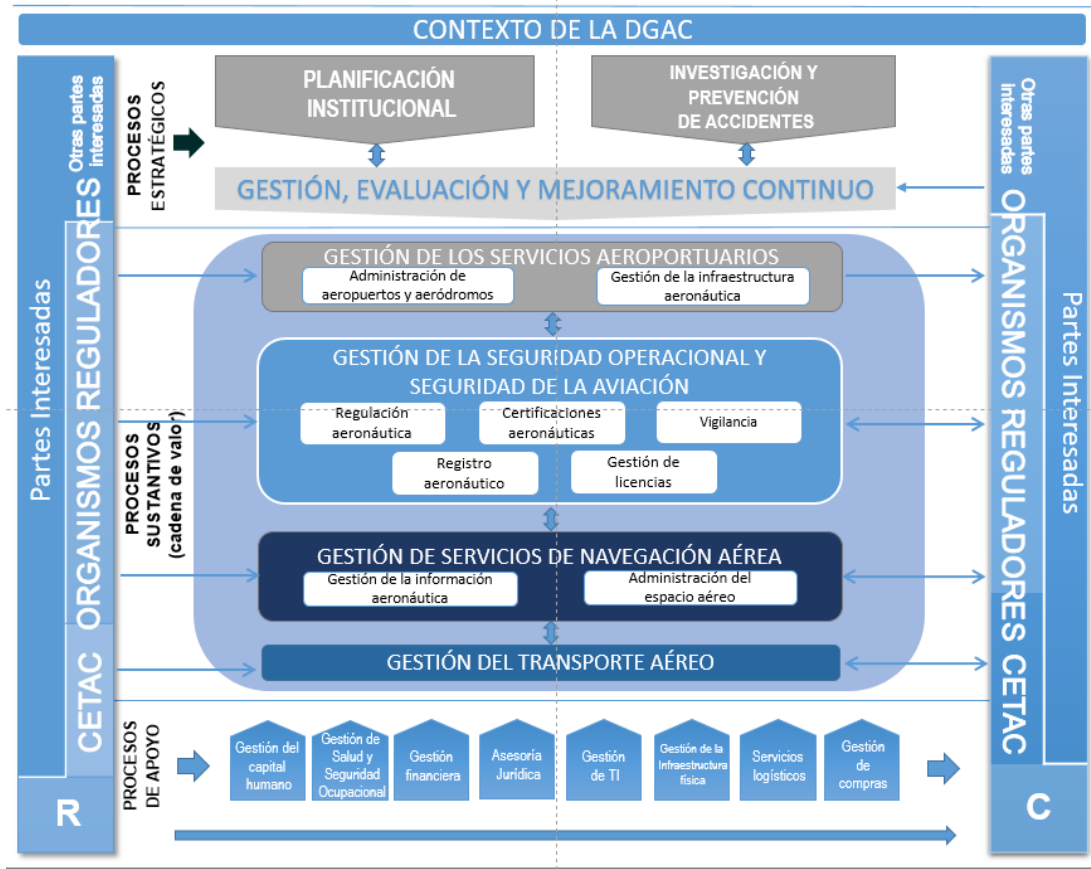 CONTEXTO DE LA DGAC
Partes Interesadas
Otras partes
interesadas
ORGANISMOS REGULADORES
CETAC
R
PROCESOS
ESTRATÉGICOS
PLANIFICACIÓN
INSTITUCIONAL
INVESTIGACIÓN Y
PREVENCIÓN
DE ACCIDENTES
GESTIÓN, EVALUACIÓN Y MEJORAMIENTO CONTINUO
PROCESOS
SUSTANTIVOS
(cadena de valor)
GESTIÓN DE LOS SERVICIOS AEROPORTUARIOS
Administración de
aeropuertos y aeródromos
Gestión de la infraestructura
aeronáutica
GESTIÓN DE LA SEGURIDAD OPERACIONAL Y
SEGURIDAD DE LA AVIACIÓN
Regulación
aeronáutica
Certificaciones
aeronáuticas
Vigilancia
Registro
aeronáutico
Gestión de
licencias
GESTIÓN DE SERVICIOS DE NAVEGACIÓN AÉREA
Gestión de la información
aeronáutica
Administración del
espacio aéreo
GESTIÓN DEL TRANSPORTE AÉREO
PROCESOS
DE APOYO
Gestión del
capital
humano
Gestión de
Salud y
Seguridad
Ocupacional
Gestión
financiera
Asesoría
Jurídica
Gestión
de TI
Gestión de la
Infraestructura
física
Servicios
logísticos
Gestión
de
compras
Otras partes
interesadas
ORGANISMOS REGULADORES
CETAC
Partes Interesadas
C